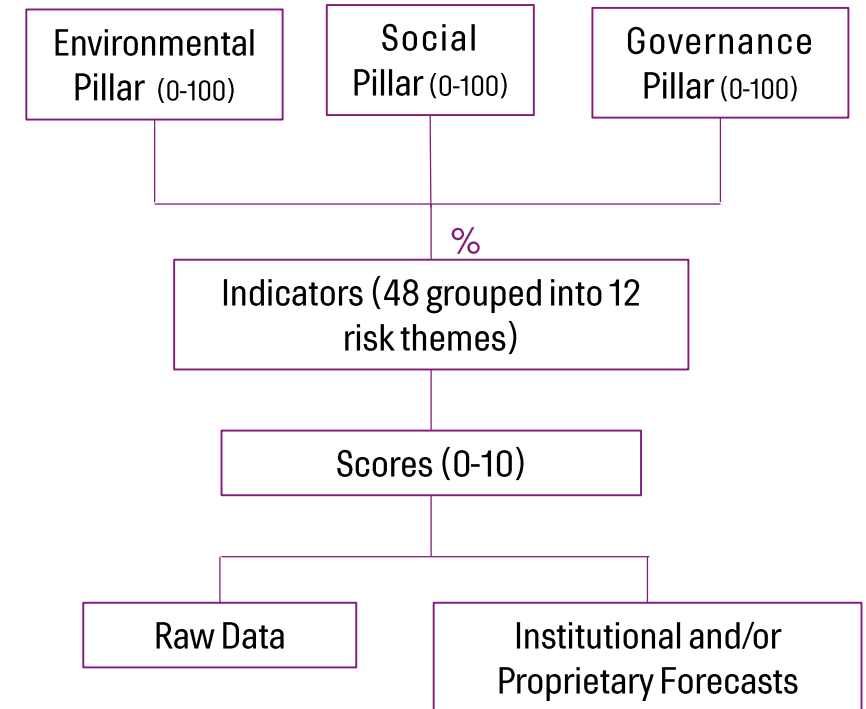 Environmental
Pillar (0-100)
Social
Pillar (0-100)
Governance
Pillar (0-100)
%
Indicators (48 grouped into 12
risk themes)
Scores (0-10)
Raw Data
Institutional and/or
Proprietary Forecasts